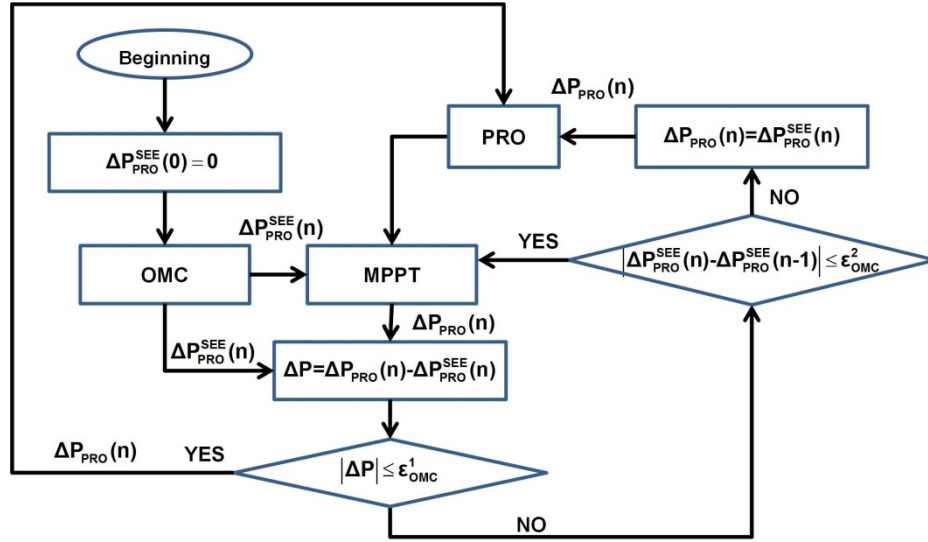 Beginning
ΔP_PRO^SEE(0) = 0
OMC
ΔP_PRO^SEE(n)
ΔP_PRO^SEE(n)
MPPT
PRO
ΔP_PRO(n)
ΔP_PRO(n)=ΔP_PRO^SEE(n)
NO
YES
|ΔP_PRO^SEE(n)-ΔP_PRO^SEE(n-1)| ≤ ε_OMC^2
ΔP_PRO(n)
ΔP=ΔP_PRO(n)-ΔP_PRO^SEE(n)
ΔP_PRO(n)
YES
|ΔP| ≤ ε_OMC^1
NO